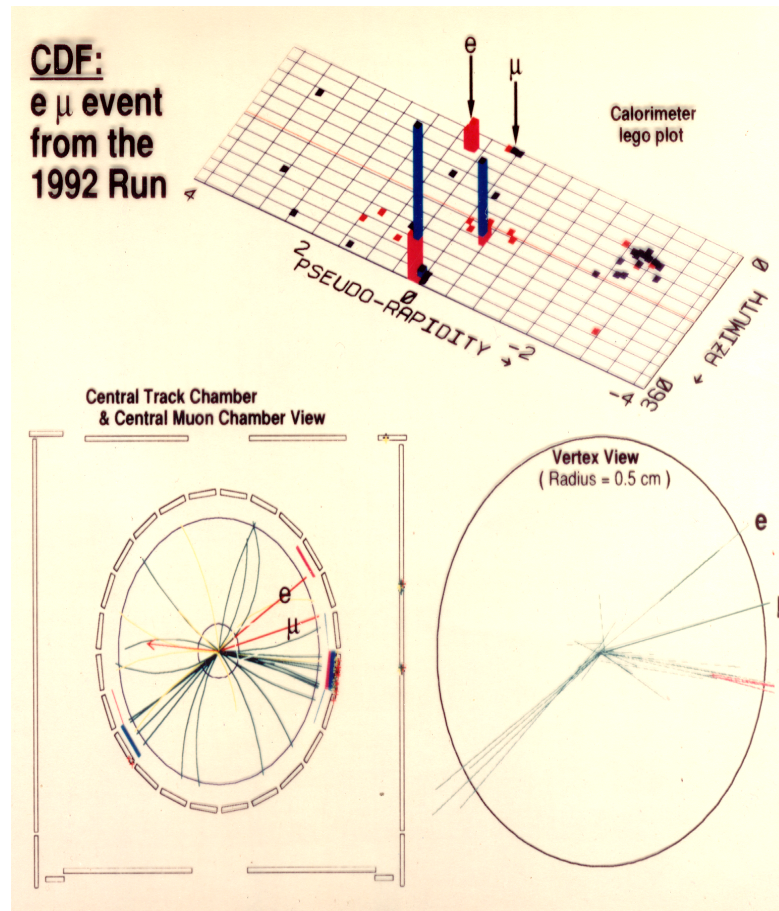 CDF:
e μ event
from the
1992 Run
e
μ
Calorimeter
lego plot
4
2
0
-2
-4
PSEUDO-RAPIDITY →
0
← AZIMUTH
360
Central Track Chamber
& Central Muon Chamber View
e
μ
Vertex View
( Radius = 0.5 cm )
e